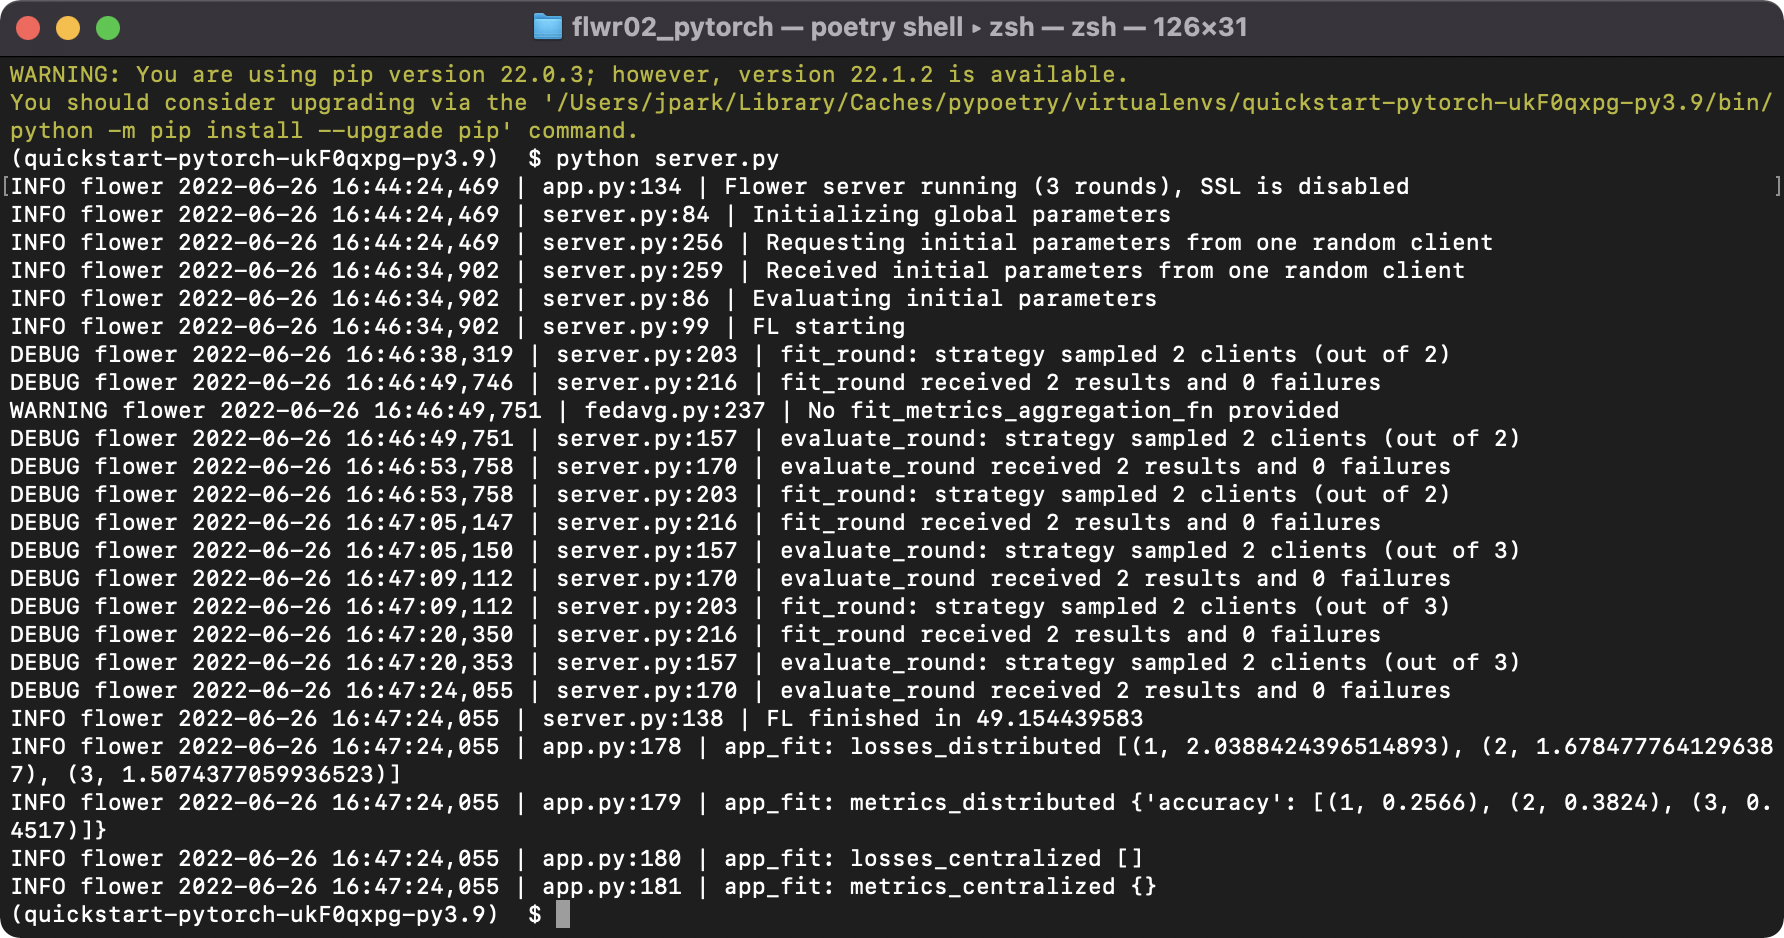 flwr02_pytorch — poetry shell ▸ zsh — zsh — 126×31
WARNING: You are using pip version 22.0.3; however, version 22.1.2 is available.
You should consider upgrading via the '/Users/jpark/Library/Caches/pypoetry/virtualenvs/quickstart-pytorch-ukF0qxpg-py3.9/bin/
python -m pip install --upgrade pip' command.
(quickstart-pytorch-ukF0qxpg-py3.9)  $ python server.py
[INFO flower 2022-06-26 16:44:24,469 | app.py:134 | Flower server running (3 rounds), SSL is disabled ]
INFO flower 2022-06-26 16:44:24,469 | server.py:84 | Initializing global parameters
INFO flower 2022-06-26 16:44:24,469 | server.py:256 | Requesting initial parameters from one random client
INFO flower 2022-06-26 16:46:34,902 | server.py:259 | Received initial parameters from one random client
INFO flower 2022-06-26 16:46:34,902 | server.py:86 | Evaluating initial parameters
INFO flower 2022-06-26 16:46:34,902 | server.py:99 | FL starting
DEBUG flower 2022-06-26 16:46:38,319 | server.py:203 | fit_round: strategy sampled 2 clients (out of 2)
DEBUG flower 2022-06-26 16:46:49,746 | server.py:216 | fit_round received 2 results and 0 failures
WARNING flower 2022-06-26 16:46:49,751 | fedavg.py:237 | No fit_metrics_aggregation_fn provided
DEBUG flower 2022-06-26 16:46:49,751 | server.py:157 | evaluate_round: strategy sampled 2 clients (out of 2)
DEBUG flower 2022-06-26 16:46:53,758 | server.py:170 | evaluate_round received 2 results and 0 failures
DEBUG flower 2022-06-26 16:46:53,758 | server.py:203 | fit_round: strategy sampled 2 clients (out of 2)
DEBUG flower 2022-06-26 16:47:05,147 | server.py:216 | fit_round received 2 results and 0 failures
DEBUG flower 2022-06-26 16:47:05,150 | server.py:157 | evaluate_round: strategy sampled 2 clients (out of 3)
DEBUG flower 2022-06-26 16:47:09,112 | server.py:170 | evaluate_round received 2 results and 0 failures
DEBUG flower 2022-06-26 16:47:09,112 | server.py:203 | fit_round: strategy sampled 2 clients (out of 3)
DEBUG flower 2022-06-26 16:47:20,350 | server.py:216 | fit_round received 2 results and 0 failures
DEBUG flower 2022-06-26 16:47:20,353 | server.py:157 | evaluate_round: strategy sampled 2 clients (out of 3)
DEBUG flower 2022-06-26 16:47:24,055 | server.py:170 | evaluate_round received 2 results and 0 failures
INFO flower 2022-06-26 16:47:24,055 | server.py:138 | FL finished in 49.154439583
INFO flower 2022-06-26 16:47:24,055 | app.py:178 | app_fit: losses_distributed [(1, 2.0388424396514893), (2, 1.678477764129638
7), (3, 1.5074377059936523)]
INFO flower 2022-06-26 16:47:24,055 | app.py:179 | app_fit: metrics_distributed {'accuracy': [(1, 0.2566), (2, 0.3824), (3, 0.
4517)]}
INFO flower 2022-06-26 16:47:24,055 | app.py:180 | app_fit: losses_centralized []
INFO flower 2022-06-26 16:47:24,055 | app.py:181 | app_fit: metrics_centralized {}
(quickstart-pytorch-ukF0qxpg-py3.9)  $